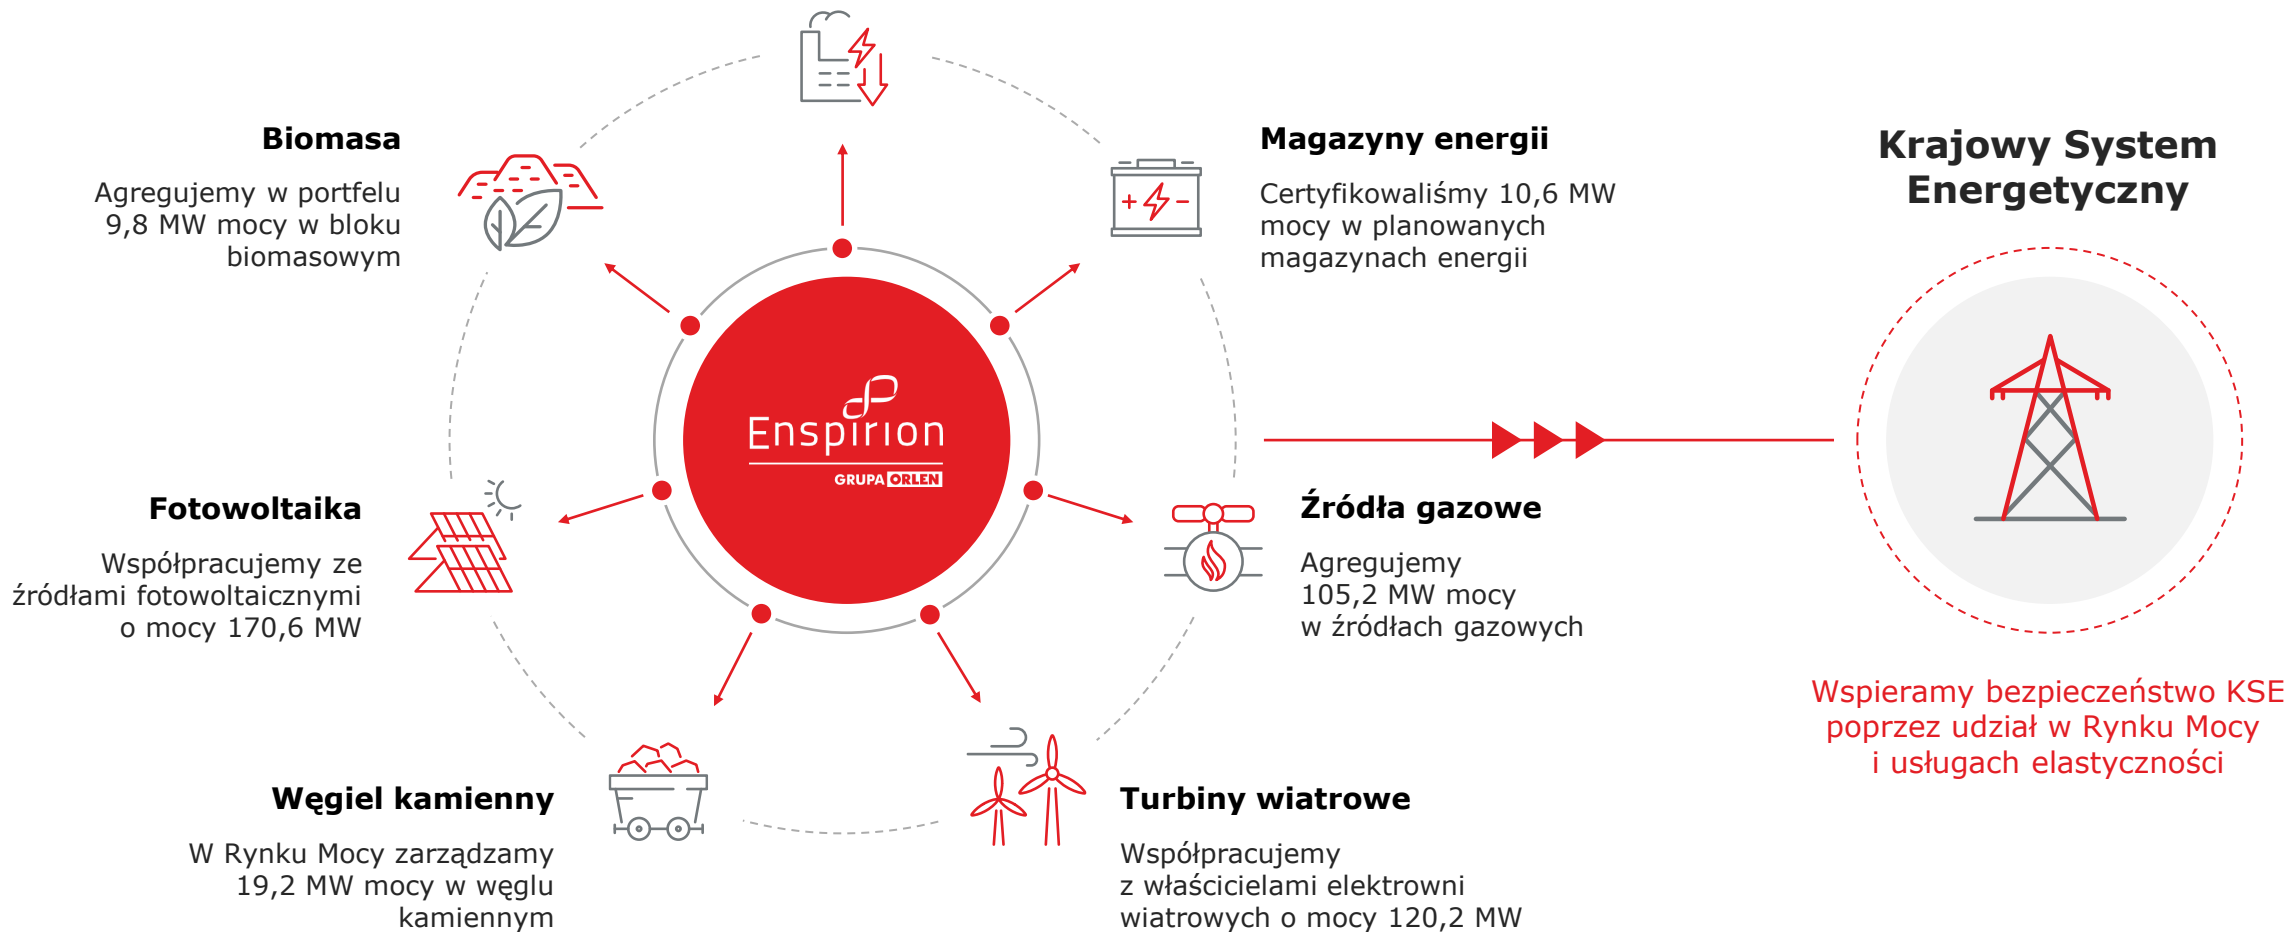 Biomasa
Agregujemy w portfelu
9,8 MW mocy w bloku
biomasowym
Magazyny energii
Certyfikowaliśmy 10,6 MW
mocy w planowanych
magazynach energii
Krajowy System
Energetyczny
Enspirion
GRUPA ORLEN
Fotowoltaika
Współpracujemy ze
źródłami fotowoltaicznymi
o mocy 170,6 MW
Źródła gazowe
Agregujemy
105,2 MW mocy
w źródłach gazowych
Wspieramy bezpieczeństwo KSE
poprzez udział w Rynku Mocy
i usługach elastyczności
Węgiel kamienny
W Rynku Mocy zarządzamy
19,2 MW mocy w węglu
kamiennym
Turbiny wiatrowe
Współpracujemy
z właścicielami elektrowni
wiatrowych o mocy 120,2 MW